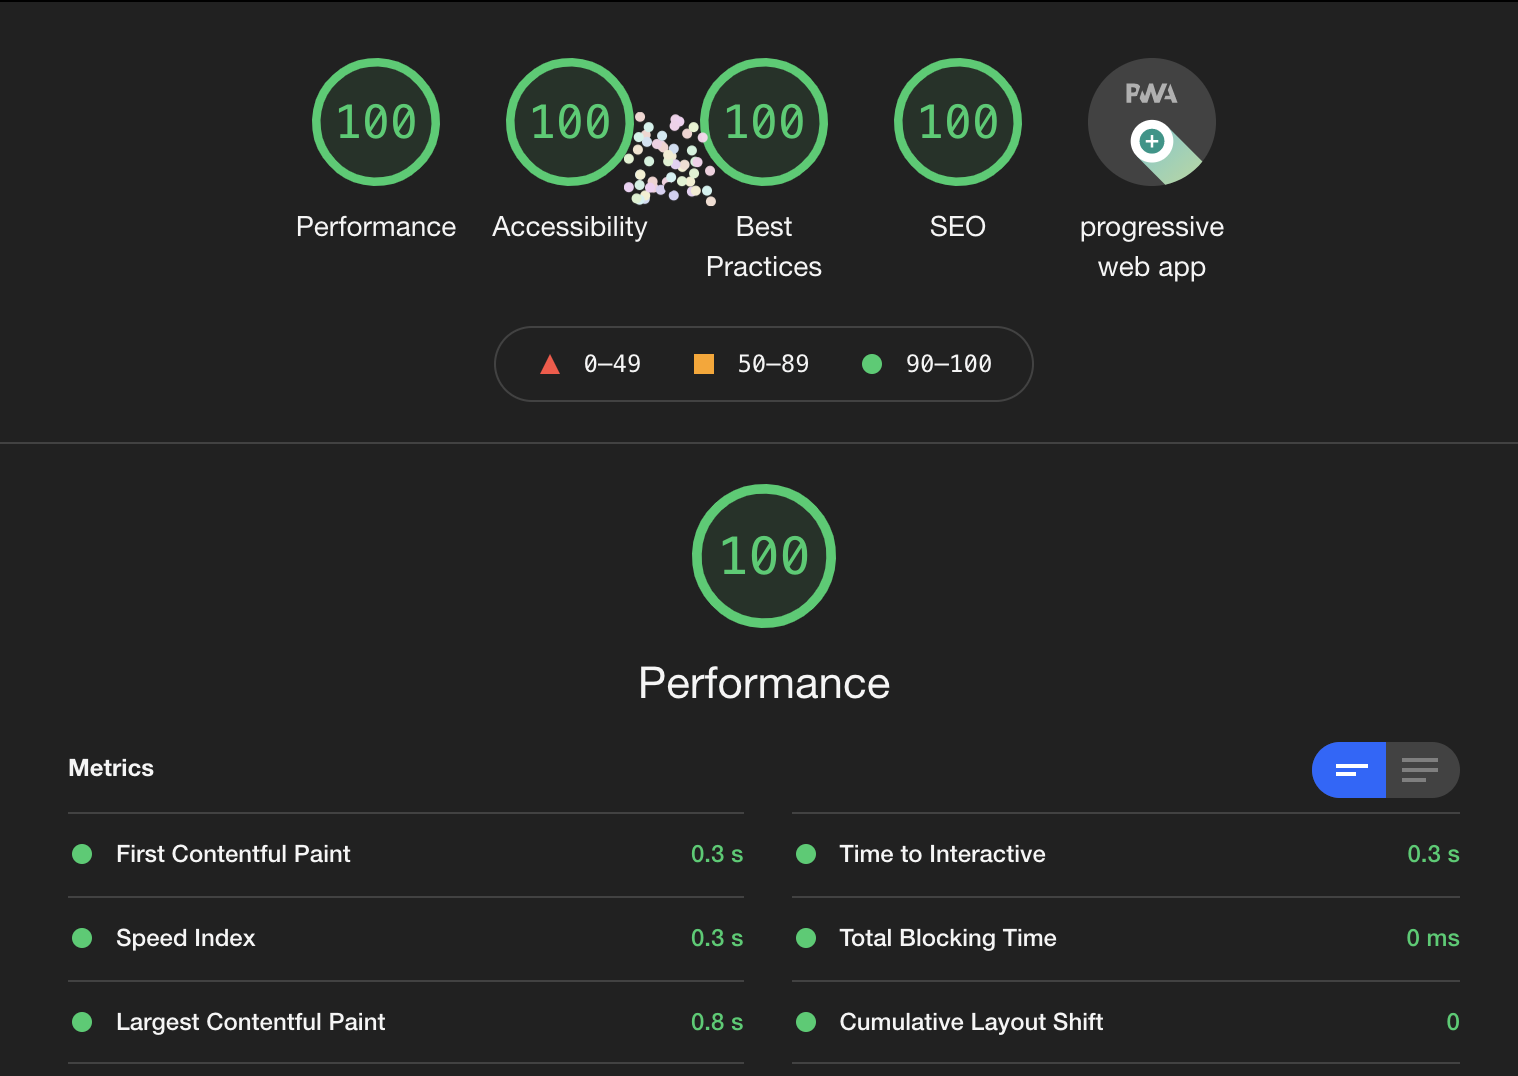 100
100
100
100
PWA
Performance
Accessibility
Best
Practices
SEO
progressive
web app
0–49
50–89
90–100
100
Performance
Metrics
First Contentful Paint 0.3 s
Time to Interactive 0.3 s
Speed Index 0.3 s
Total Blocking Time 0 ms
Largest Contentful Paint 0.8 s
Cumulative Layout Shift 0